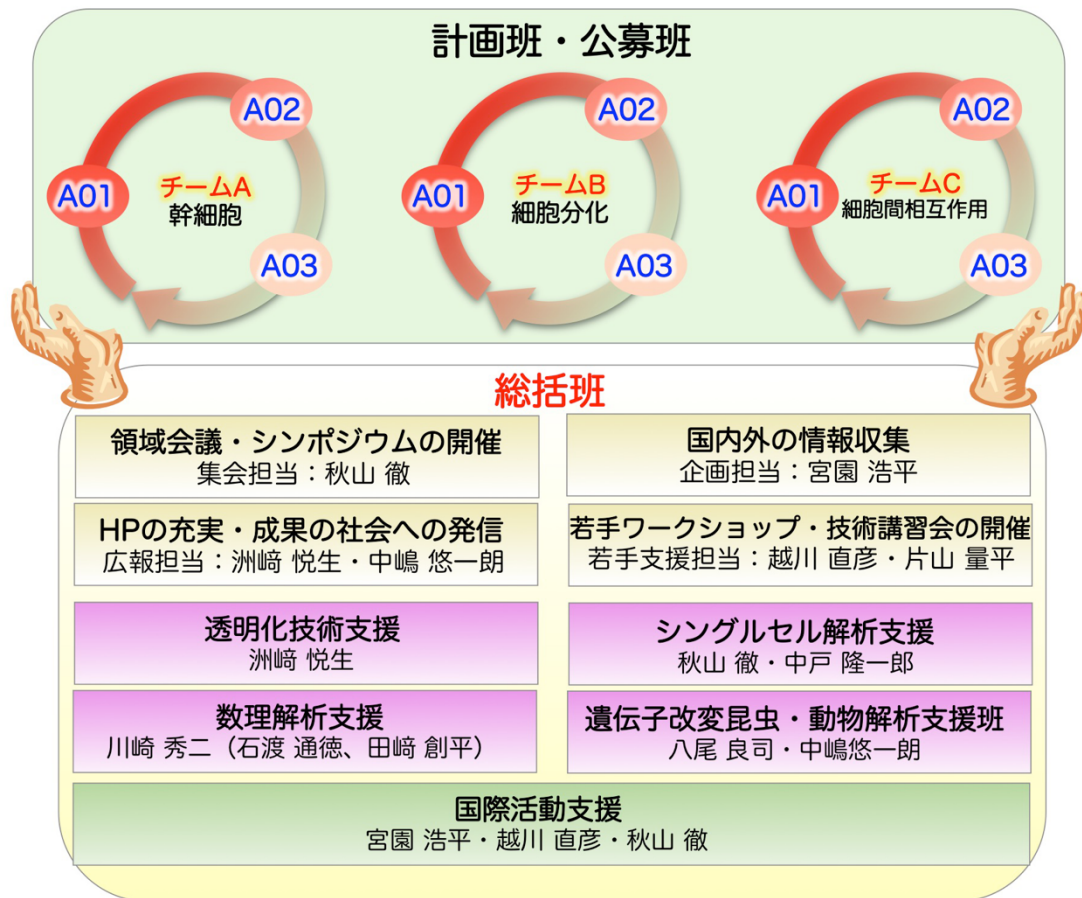 計画班・公募班
A02
A01
チームA
幹細胞
A03
A02
A01
チームB
細胞分化
A03
A02
A01
チームC
細胞間相互作用
A03
総括班
領域会議・シンポジウムの開催
集会担当：秋山 徹
国内外の情報収集
企画担当：宮園 浩平
HPの充実・成果の社会への発信
広報担当：洲﨑 悦生・中嶋 悠一朗
若手ワークショップ・技術講習会の開催
若手支援担当：越川 直彦・片山 量平
透明化技術支援
洲﨑 悦生
シングルセル解析支援
秋山 徹・中戸 隆一郎
数理解析支援
川崎 秀二（石渡 通徳、田﨑 創平）
遺伝子改変昆虫・動物解析支援班
八尾 良司・中嶋悠一朗
国際活動支援
宮園 浩平・越川 直彦・秋山 徹